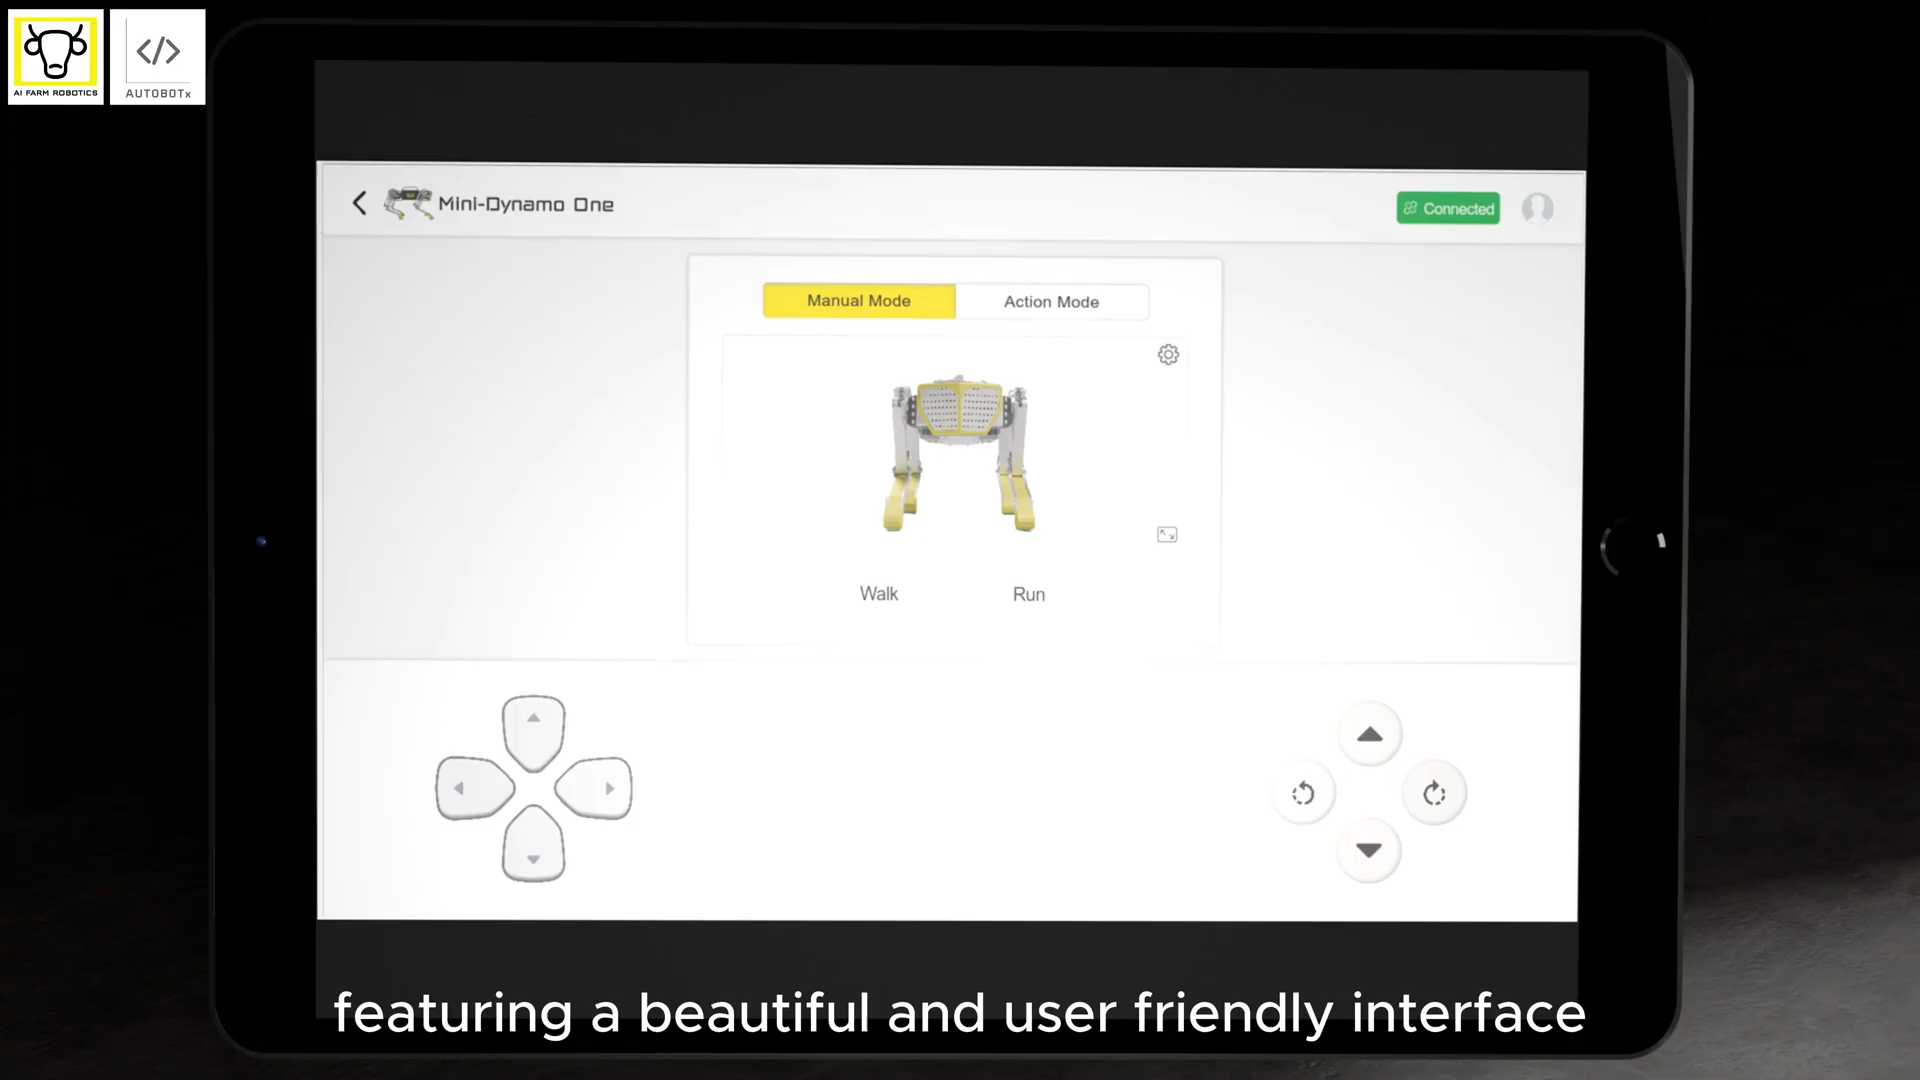 AI FARM ROBOTICS
</>
AUTOBOTx
Mini-Dynamo One
Connected
Manual Mode
Action Mode
Walk
Run
featuring a beautiful and user friendly interface